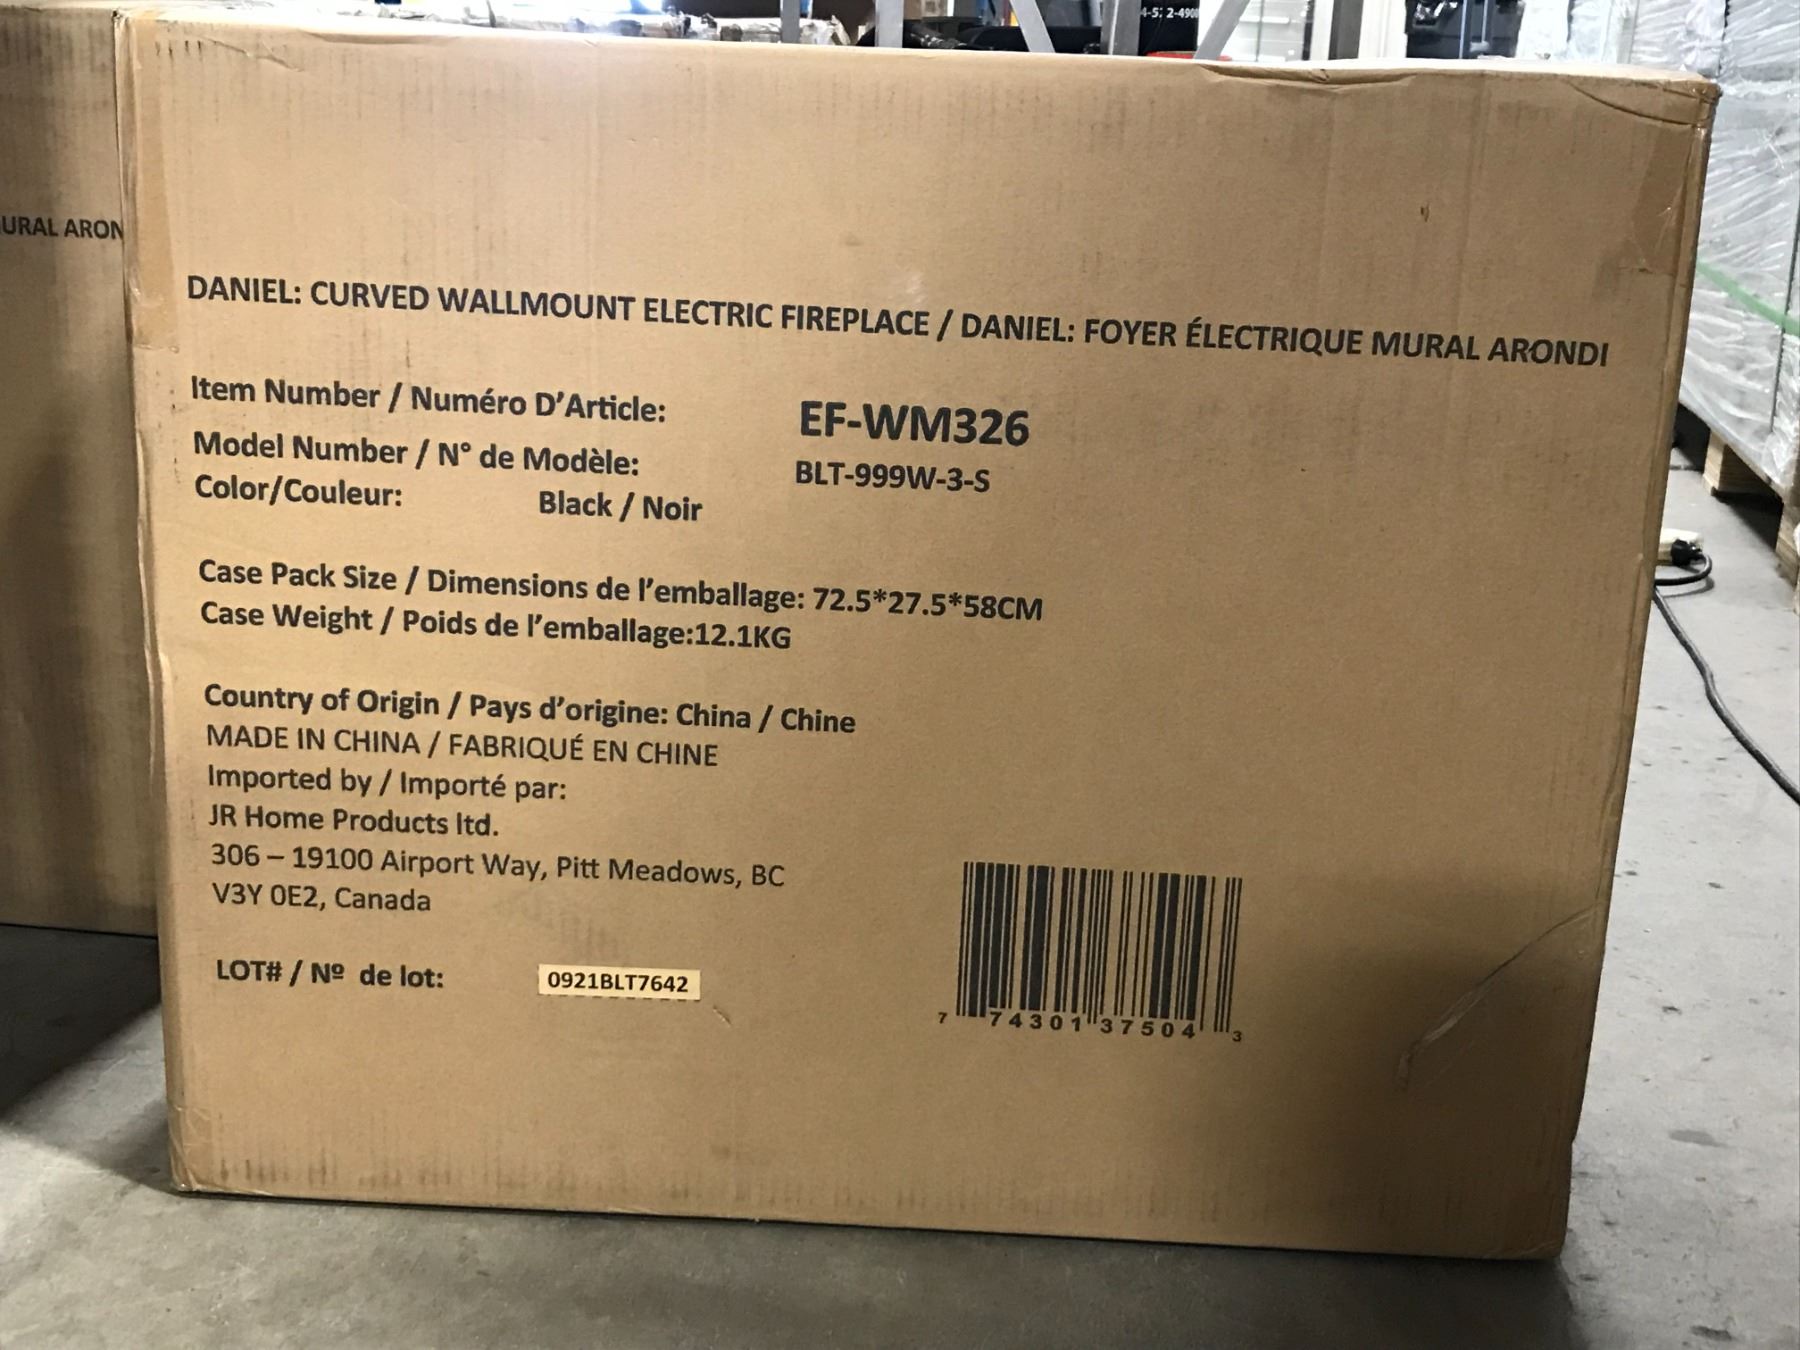 4-572-4900
URAL ARON
DANIEL: CURVED WALLMOUNT ELECTRIC FIREPLACE / DANIEL: FOYER ÉLECTRIQUE MURAL ARONDI
Item Number / Numéro D'Article: EF-WM326
Model Number / N° de Modèle: BLT-999W-3-S
Color/Couleur: Black / Noir
Case Pack Size / Dimensions de l'emballage: 72.5*27.5*58CM
Case Weight / Poids de l'emballage:12.1KG
Country of Origin / Pays d'origine: China / Chine
MADE IN CHINA / FABRIQUÉ EN CHINE
Imported by / Importé par:
JR Home Products ltd.
306 – 19100 Airport Way, Pitt Meadows, BC
V3Y 0E2, Canada
LOT# / Nº de lot: 0921BLT7642
7 74301 37504 3